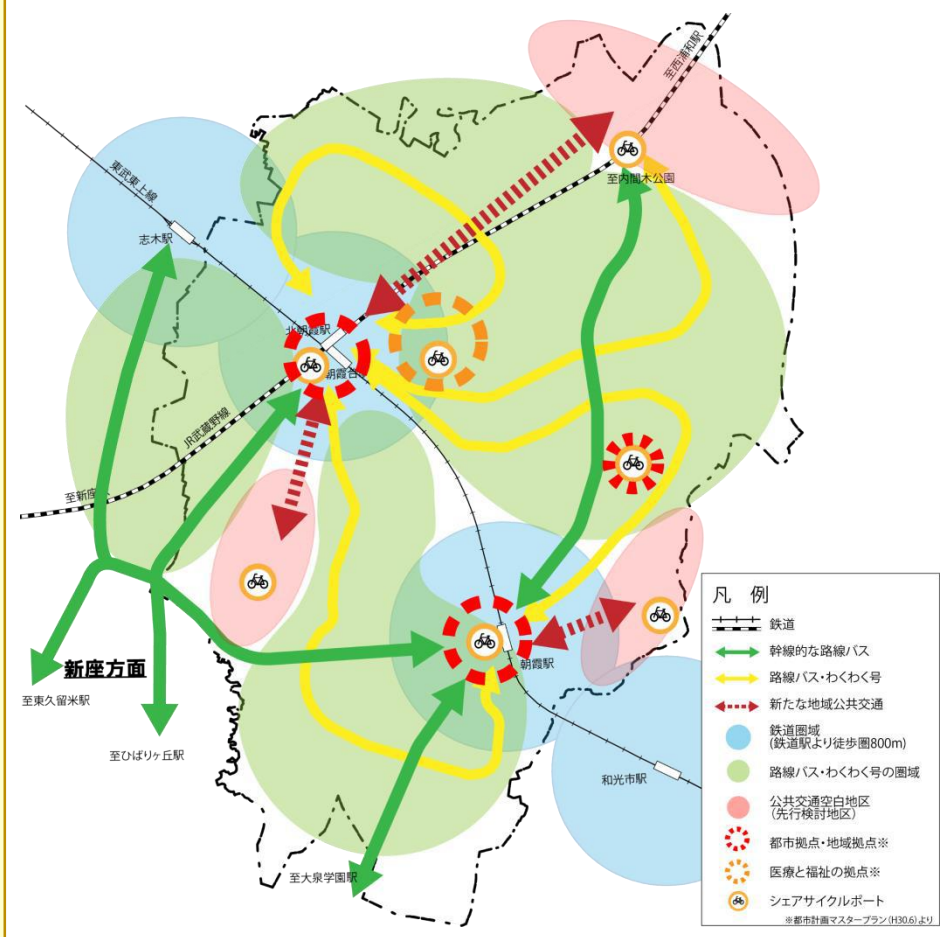 至西浦和駅
東武東上線
志木駅
至内間木公園
北朝霞駅
朝霞台
JR武蔵野線
至新座
新座方面
至東久留米駅
至ひばりヶ丘駅
朝霞駅
和光市駅
至大泉学園駅
凡 例
鉄道
幹線的な路線バス
路線バス・わくわく号
新たな地域公共交通
鉄道圏域
(鉄道駅より徒歩圏800m)
路線バス・わくわく号の圏域
公共交通空白地区
(先行検討地区)
都市拠点・地域拠点※
医療と福祉の拠点※
シェアサイクルポート
※都市計画マスタープラン(H30.6)より